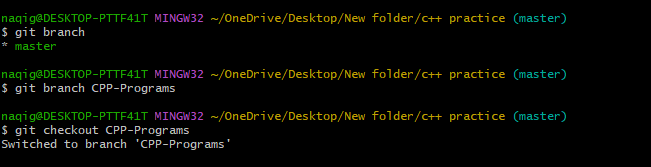 naqig@DESKTOP-PTTF41T MINGW32 ~/OneDrive/Desktop/New folder/c++ practice (master)
$ git branch
* master
naqig@DESKTOP-PTTF41T MINGW32 ~/OneDrive/Desktop/New folder/c++ practice (master)
$ git branch CPP-Programs
naqig@DESKTOP-PTTF41T MINGW32 ~/OneDrive/Desktop/New folder/c++ practice (master)
$ git checkout CPP-Programs
Switched to branch 'CPP-Programs'